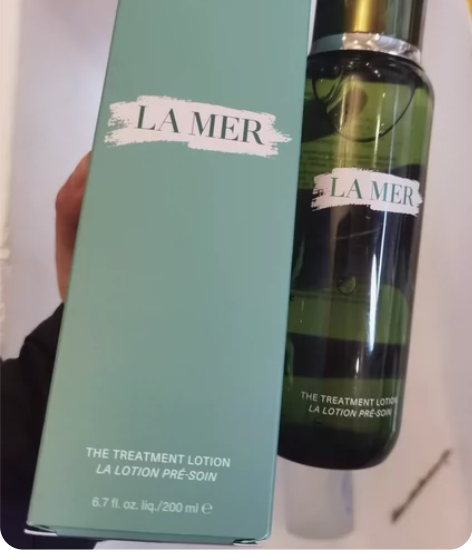 LA MER
THE TREATMENT LOTION
LA LOTION PRÉ-SOIN
6.7 fl. oz. liq./200 ml ℮
LA MER
THE TREATMENT LOTION
LA LOTION PRÉ-SOIN